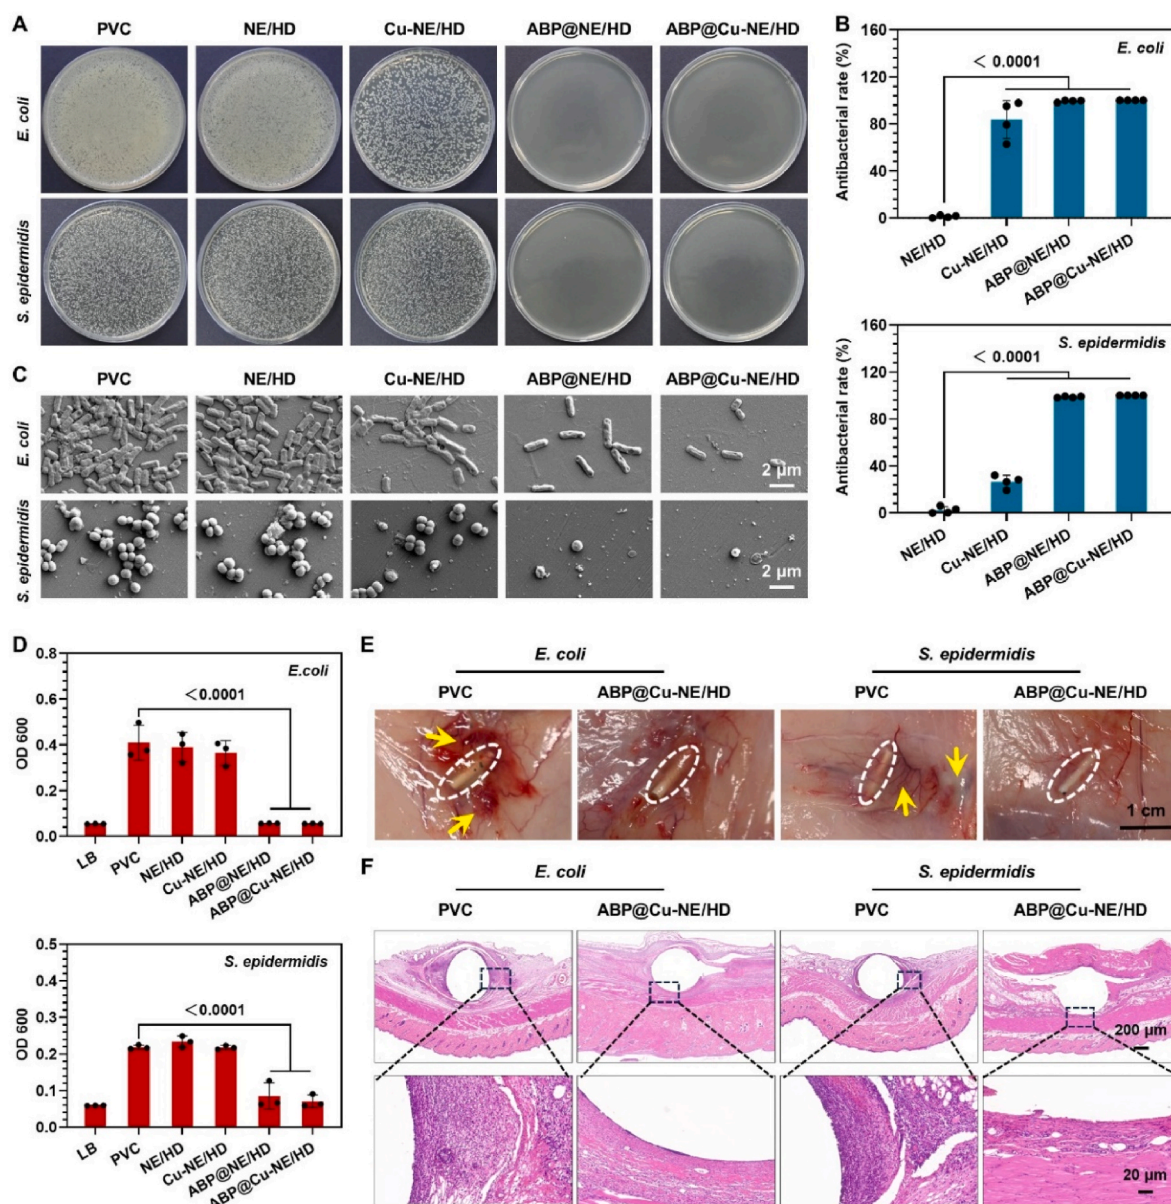 A
PVC NE/HD Cu-NE/HD ABP@NE/HD ABP@Cu-NE/HD
E. coli
S. epidermidis
B
160
120
80
40
0
Antibacterial rate (%)
E. coli
< 0.0001
NE/HD
Cu-NE/HD
ABP@NE/HD
ABP@Cu-NE/HD
160
120
80
40
0
Antibacterial rate (%)
S. epidermidis
< 0.0001
NE/HD
Cu-NE/HD
ABP@NE/HD
ABP@Cu-NE/HD
C
PVC NE/HD Cu-NE/HD ABP@NE/HD ABP@Cu-NE/HD
E. coli
2 μm
S. epidermidis
2 μm
D
0.8
0.6
0.4
0.2
0.0
OD 600
E.coli
<0.0001
LB
PVC
NE/HD
Cu-NE/HD
ABP@NE/HD
ABP@Cu-NE/HD
0.5
0.4
0.3
0.2
0.1
0.0
OD 600
S. epidermidis
<0.0001
LB
PVC
NE/HD
Cu-NE/HD
ABP@NE/HD
ABP@Cu-NE/HD
E
E. coli S. epidermidis
PVC ABP@Cu-NE/HD PVC ABP@Cu-NE/HD
1 cm
F
E. coli S. epidermidis
PVC ABP@Cu-NE/HD PVC ABP@Cu-NE/HD
200 μm
20 μm